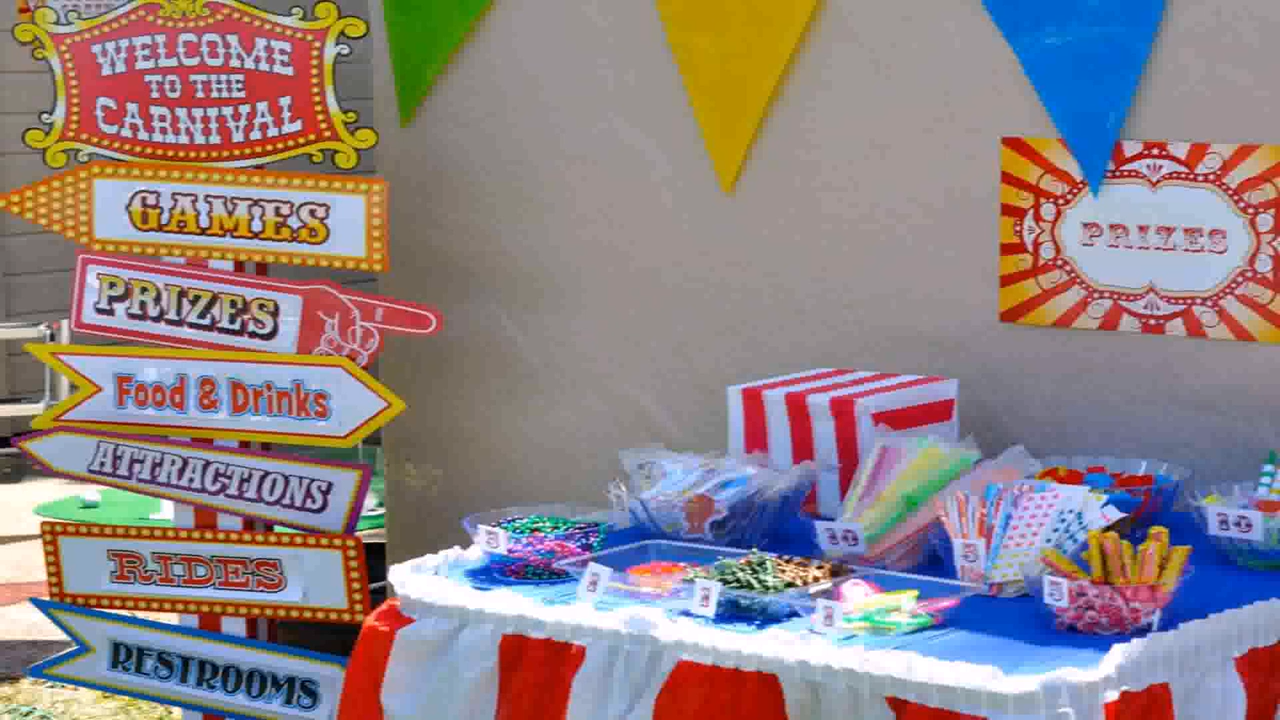 WELCOME
TO THE
CARNIVAL
GAMES
PRIZES
Food & Drinks
ATTRACTIONS
RIDES
RESTROOMS
PRIZES
10
5
10